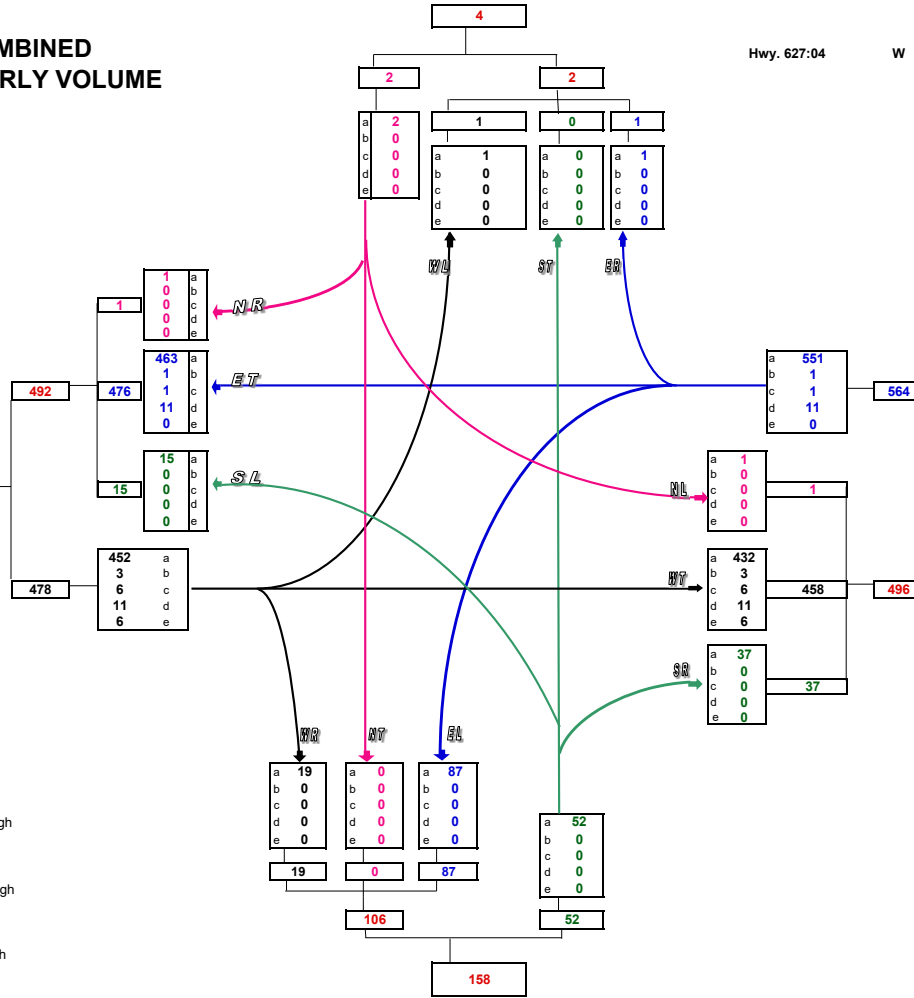 4
MBINED
RLY VOLUME
Hwy. 627:04 W
2 2
1 0 1
a 2
b 0
c 0
d 0
e 0
a 1
b 0
c 0
d 0
e 0
a 0
b 0
c 0
d 0
e 0
a 1
b 0
c 0
d 0
e 0
WL ST ER
1 a
0 b
0 c
0 d
0 e
1
NR
463 a
1 b
1 c
11 d
0 e
492 476
ET
a 551
b 1
c 1
d 11
e 0
564
15 a
0 b
0 c
0 d
0 e
15
SL
a 1
b 0
c 0
d 0
e 0
NL
1
452 a
3 b
6 c
11 d
6 e
478
a 432
b 3
c 6
d 11
e 6
WT
458 496
a 37
b 0
c 0
d 0
e 0
SR
37
WR NT EL
a 19
b 0
c 0
d 0
e 0
a 0
b 0
c 0
d 0
e 0
a 87
b 0
c 0
d 0
e 0
a 52
b 0
c 0
d 0
e 0
gh
gh
h
19 0 87
106 52
158